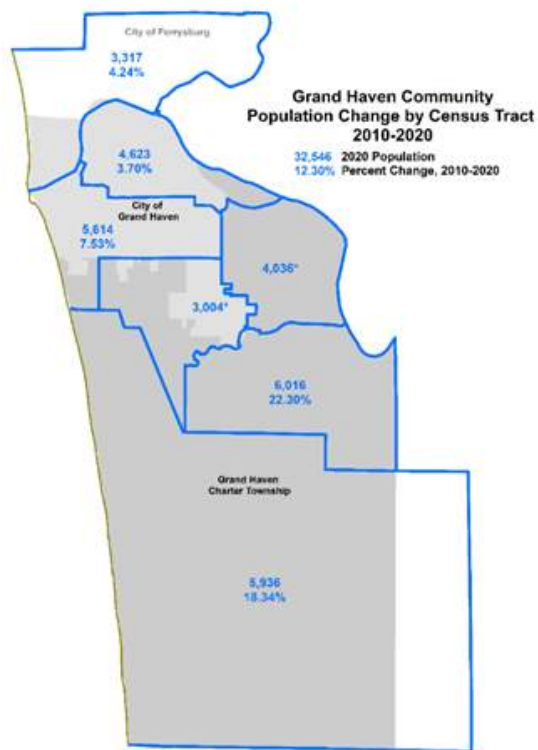 City of Ferrysburg
3,317
4.24%
Grand Haven Community
Population Change by Census Tract
2010-2020
32,546 2020 Population
12.30% Percent Change, 2010-2020
4,623
3.70%
City of
Grand Haven
5,614
7.53%
4,036*
3,004*
6,016
22.30%
Grand Haven
Charter Township
5,936
18.34%